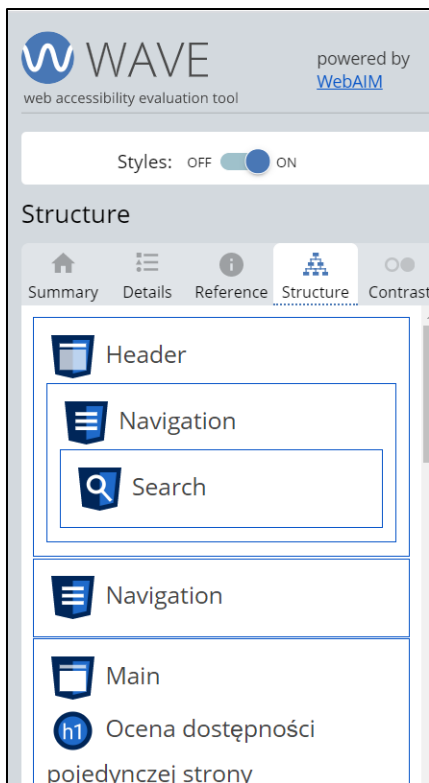 WAVE
web accessibility evaluation tool
powered by
WebAIM
Styles: OFF ON
Structure
Summary Details Reference Structure Contrast
Header
Navigation
Search
Navigation
Main
h1 Ocena dostępności
pojedynczej strony